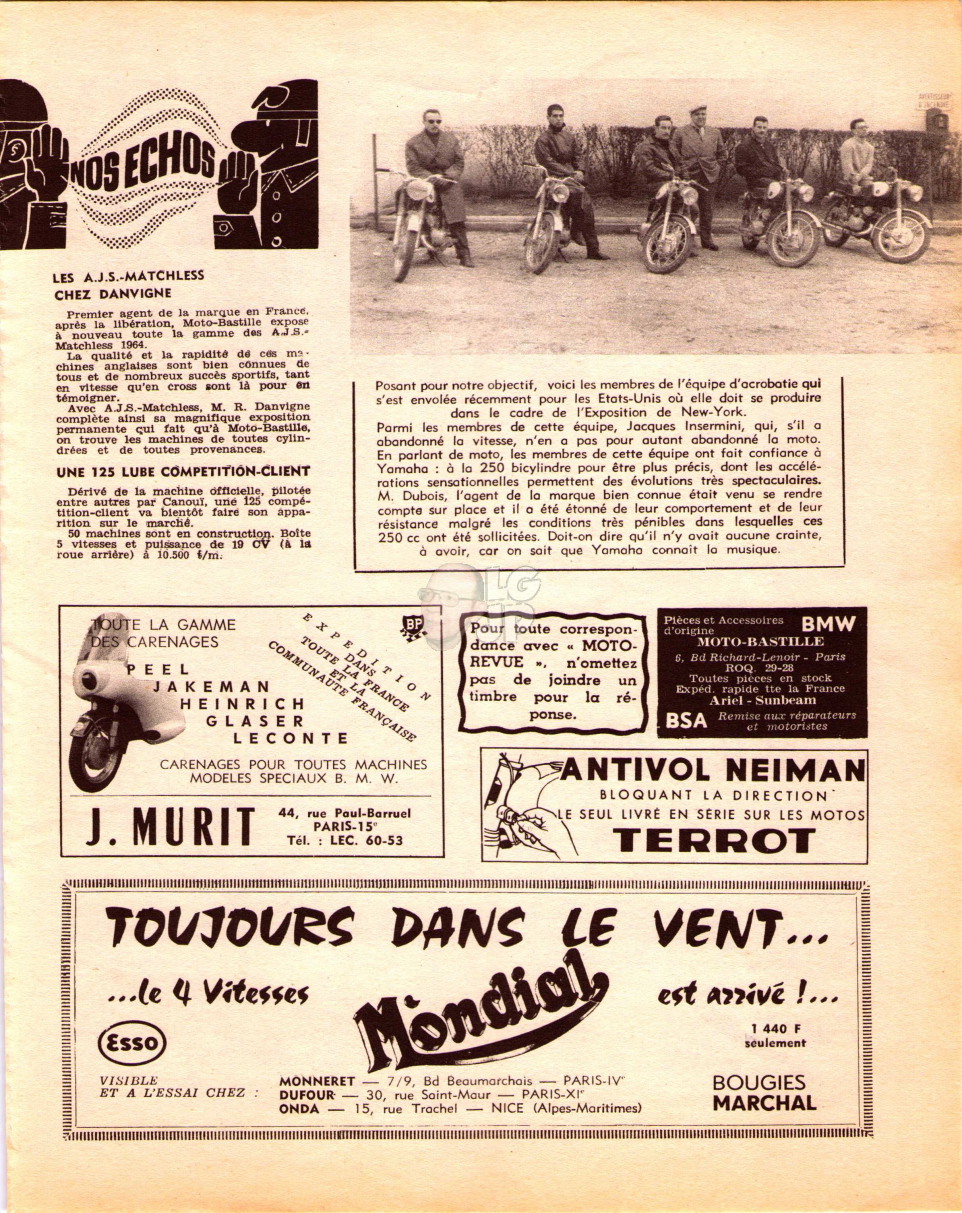 NOS ECHOS
LES A.J.S.-MATCHLESS
CHEZ DANVIGNE
Premier agent de la marque en France,
après la libération, Moto-Bastille expose
à nouveau toute la gamme des A.J.S.-
Matchless 1964.
La qualité et la rapidité de ces ma-
chines anglaises sont bien connues de
tous et de nombreux succès sportifs, tant
en vitesse qu'en cross sont là pour en
témoigner.
Avec A.J.S.-Matchless, M. R. Danvigne
complète ainsi sa magnifique exposition
permanente qui fait qu'à Moto-Bastille,
on trouve les machines de toutes cylin-
drées et de toutes provenances.
UNE 125 LUBE COMPETITION-CLIENT
Dérivé de la machine officielle, pilotée
entre autres par Canouï, une 125 compé-
tition-client va bientôt faire son appa-
rition sur le marché.
50 machines sont en construction. Boîte
5 vitesses et puissance de 19 CV (à la
roue arrière) à 10.500 t/m.
Posant pour notre objectif, voici les membres de l'équipe d'acrobatie qui
s'est envolée récemment pour les Etats-Unis où elle doit se produire
dans le cadre de l'Exposition de New-York.
Parmi les membres de cette équipe, Jacques Insermini, qui, s'il a
abandonné la vitesse, n'en a pas pour autant abandonné la moto.
En parlant de moto, les membres de cette équipe ont fait confiance à
Yamaha : à la 250 bicylindre pour être plus précis, dont les accélé-
rations sensationnelles permettent des évolutions très spectaculaires.
M. Dubois, l'agent de la marque bien connue était venu se rendre
compte sur place et il a été étonné de leur comportement et de leur
résistance malgré les conditions très pénibles dans lesquelles ces
250 cc ont été sollicitées. Doit-on dire qu'il n'y avait aucune crainte,
à avoir, car on sait que Yamaha connait la musique.
LG
UP
TOUTE LA GAMME
DES CARENAGES
PEEL
JAKEMAN
HEINRICH
GLASER
LECONTE
EXPEDITION
DANS
TOUTE LA FRANCE
ET LA
COMMUNAUTÉ FRANÇAISE
BP
CARENAGES POUR TOUTES MACHINES
MODELES SPECIAUX B. M. W.
J. MURIT
44, rue Paul-Barruel
PARIS-15e
Tél. : LEC. 60-53
Pour toute correspon-
dance avec « MOTO-
REVUE », n'omettez
pas de joindre un
timbre pour la ré-
ponse.
Pièces et Accessoires
d'origine BMW
MOTO-BASTILLE
6, Bd Richard-Lenoir - Paris
ROQ. 29-28
Toutes pièces en stock
Expéd. rapide tte la France
Ariel - Sunbeam
BSA Remise aux réparateurs
et motoristes
ANTIVOL NEIMAN
BLOQUANT LA DIRECTION
LE SEUL LIVRÉ EN SÉRIE SUR LES MOTOS
TERROT
TOUJOURS DANS LE VENT...
...le 4 Vitesses Mondial est arrivé !...
Esso
1 440 F
seulement
VISIBLE
ET A L'ESSAI CHEZ :
MONNERET — 7/9, Bd Beaumarchais — PARIS-IVe
DUFOUR — 30, rue Saint-Maur — PARIS-XIe
ONDA — 15, rue Trachel — NICE (Alpes-Maritimes)
BOUGIES
MARCHAL